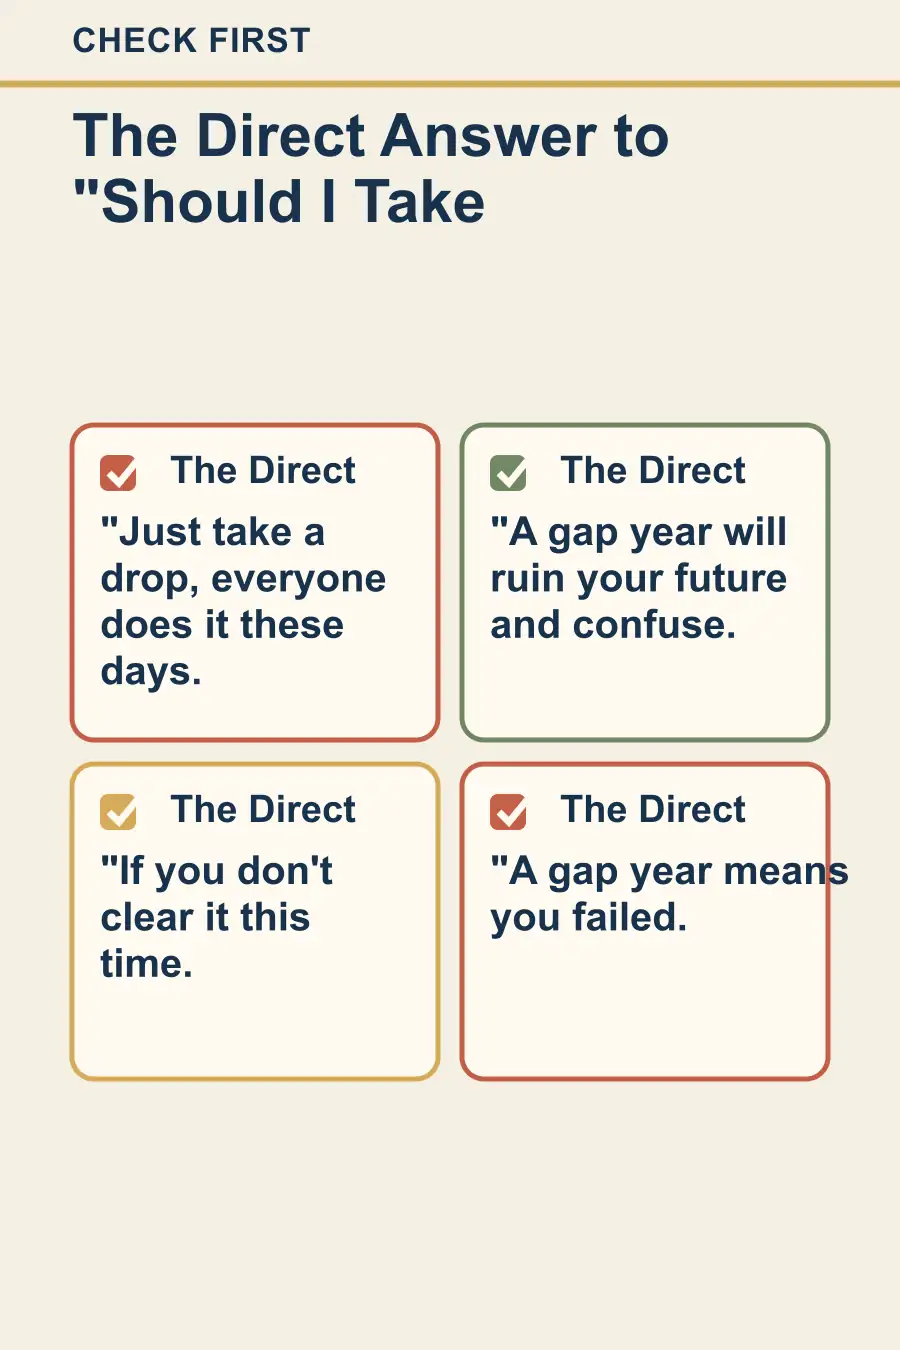 CHECK FIRST
The Direct Answer to
"Should I Take
The Direct
"Just take a
drop, everyone
does it these
days.
The Direct
"A gap year will
ruin your future
and confuse.
The Direct
"If you don't
clear it this
time.
The Direct
"A gap year means
you failed.